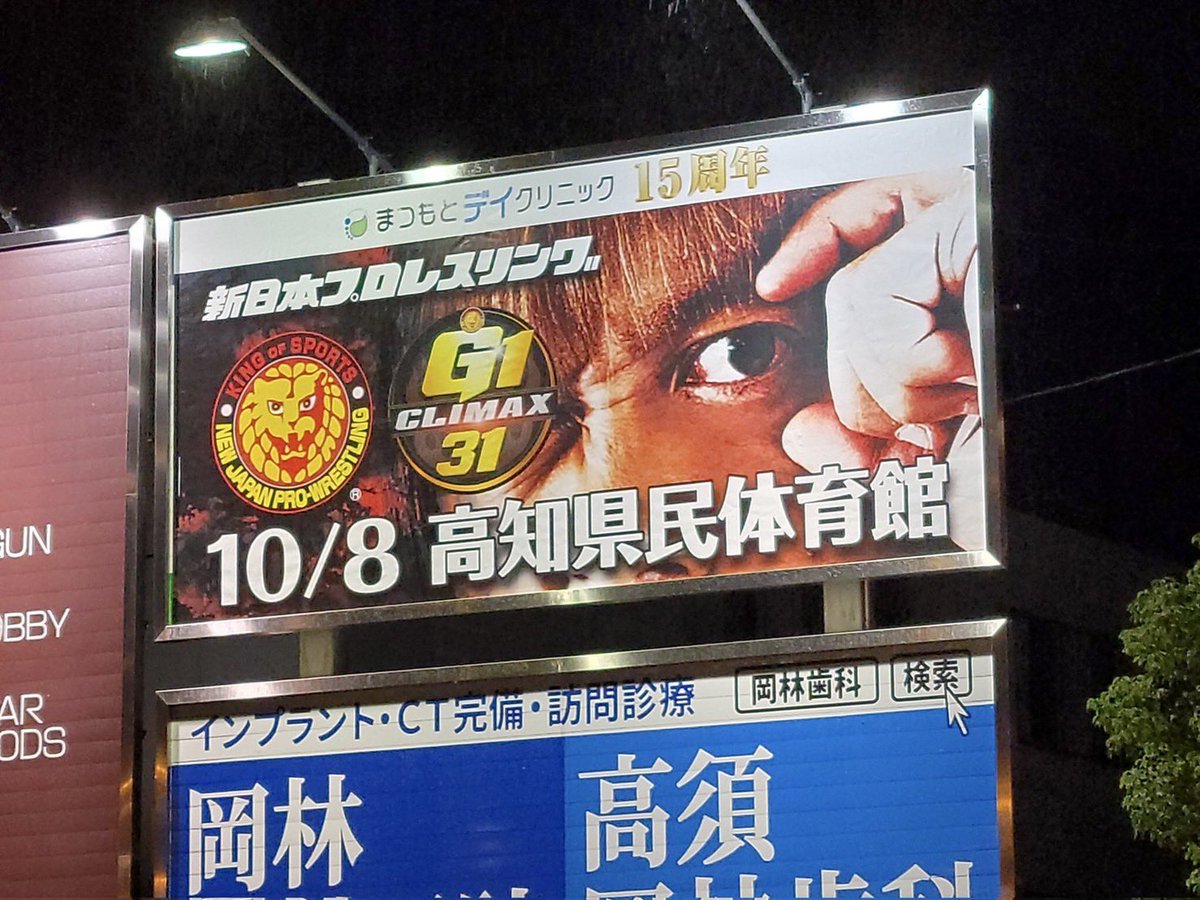 まつもとデイクリニック 15周年
新日本プロレスリング
KING OF SPORTS
NEW JAPAN PRO-WRESTLING
®
G1
CLIMAX
31
10/8 高知県民体育館
GUN
OBBY
AR
OODS
インプラント・CT完備・訪問診療 岡林歯科 検索
岡林
高須